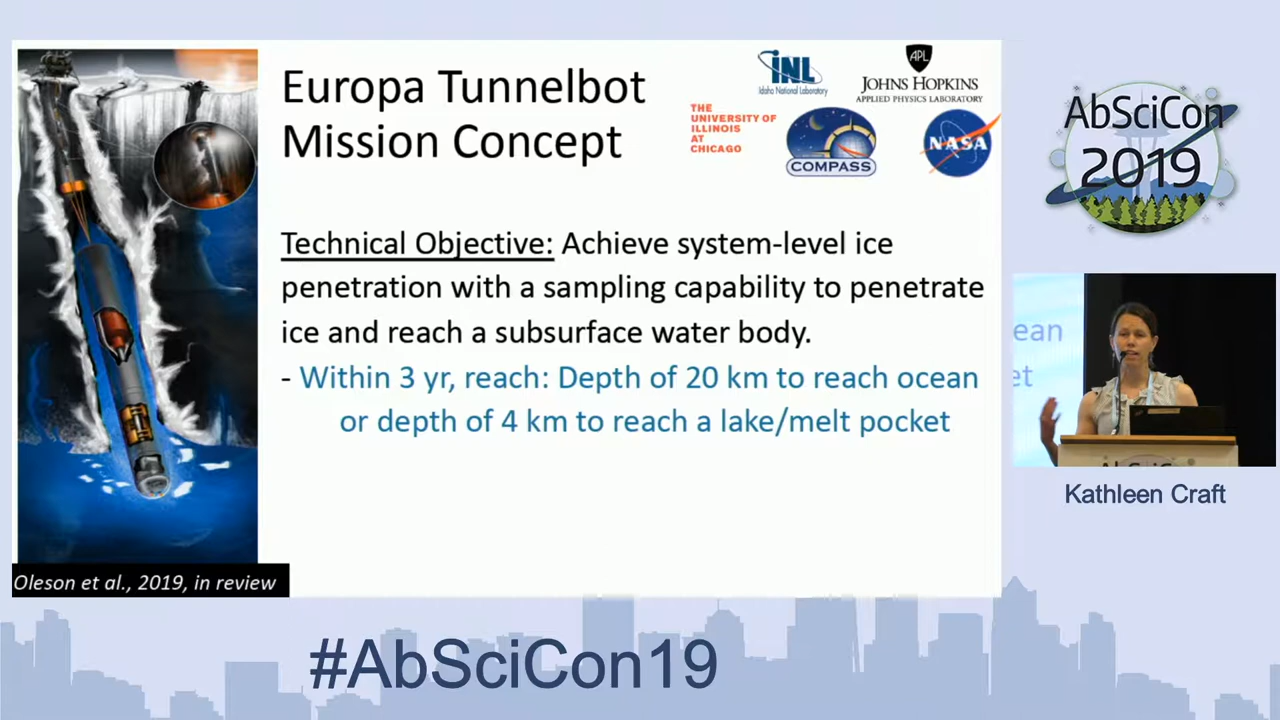 Europa Tunnelbot
Mission Concept
iNL
Idaho National Laboratory
APL
JOHNS HOPKINS
APPLIED PHYSICS LABORATORY
THE
UNIVERSITY OF
ILLINOIS
AT
CHICAGO
COMPASS
NASA
Technical Objective: Achieve system-level ice
penetration with a sampling capability to penetrate
ice and reach a subsurface water body.
- Within 3 yr, reach: Depth of 20 km to reach ocean
or depth of 4 km to reach a lake/melt pocket
Oleson et al., 2019, in review
AbSciCon
2019
ean
et
AbSciCon
Kathleen Craft
#AbSciCon19